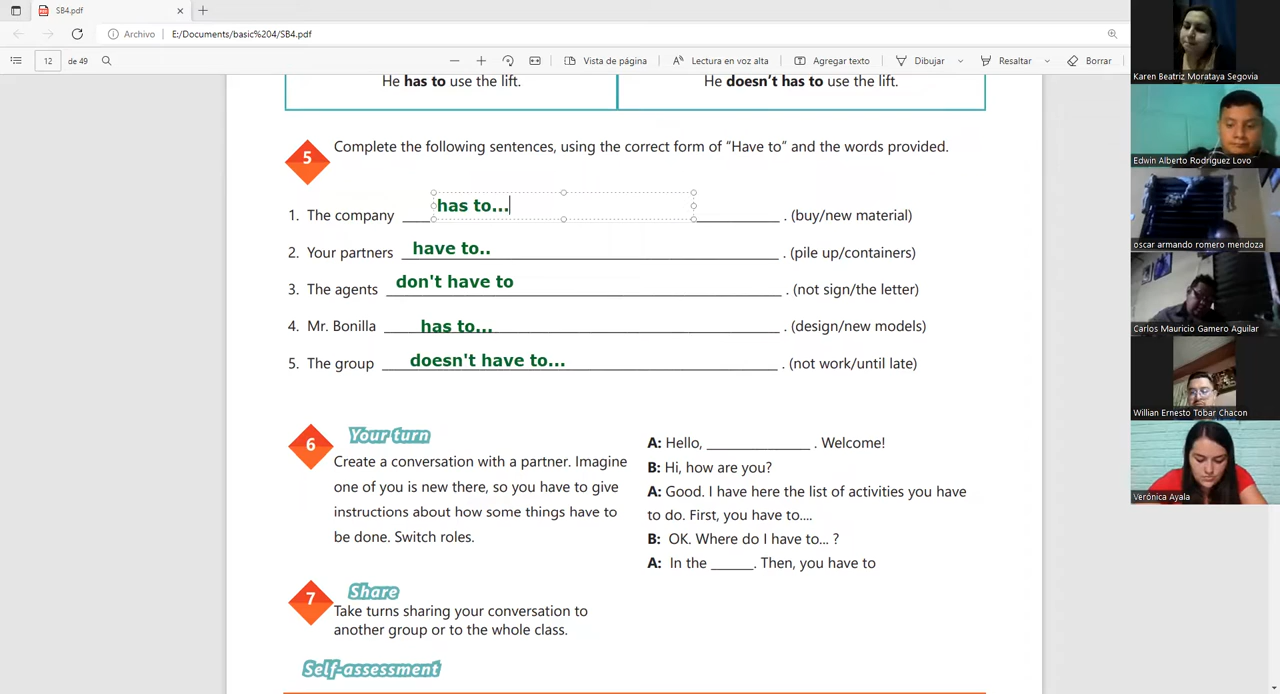 SB4.pdf
Archivo E:/Documents/basic%204/SB4.pdf
12 de 49 Vista de página Lectura en voz alta Agregar texto Dibujar Resaltar Borrar
He has to use the lift. He doesn't has to use the lift.
5 Complete the following sentences, using the correct form of "Have to" and the words provided.
1. The company ____ has to... ____ . (buy/new material)
2. Your partners have to.. ____ . (pile up/containers)
3. The agents don't have to ____ . (not sign/the letter)
4. Mr. Bonilla has to... ____ . (design/new models)
5. The group doesn't have to... ____ . (not work/until late)
6 Your turn
Create a conversation with a partner. Imagine
one of you is new there, so you have to give
instructions about how some things have to
be done. Switch roles.
A: Hello, ______________ . Welcome!
B: Hi, how are you?
A: Good. I have here the list of activities you have
to do. First, you have to....
B: OK. Where do I have to... ?
A: In the ______. Then, you have to
7 Share
Take turns sharing your conversation to
another group or to the whole class.
Self-assessment
Karen Beatriz Morataya Segovia
Edwin Alberto Rodriguez Lovo
oscar armando romero mendoza
Carlos Mauricio Gamero Aguilar
Willian Ernesto Tobar Chacon
Verónica Ayala